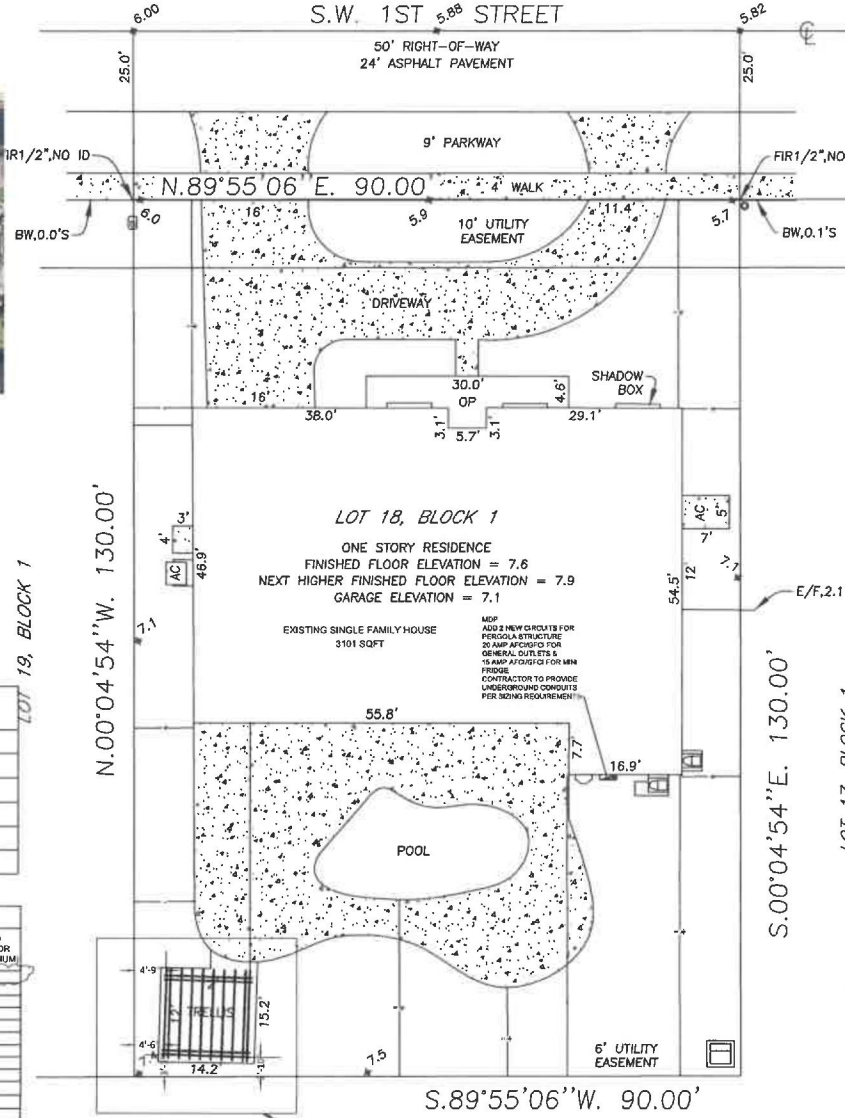 6.00
S.W. 1ST STREET
5.88
5.82
50' RIGHT-OF-WAY
24' ASPHALT PAVEMENT
25.0'
25.0'
9' PARKWAY
IR1/2",NO ID
FIR1/2",NO
N.89°55 06 E. 90.00
4' WALK
BW,0.0'S
6.0
16'
5.9
11.4'
5.7
BW,0.1'S
10' UTILITY
EASEMENT
DRIVEWAY
SHADOW
BOX
30.0'
4.6'
OP
16'
38.0'
3.1'
5.7'
3.1'
29.1'
LOT 18, BLOCK 1
ONE STORY RESIDENCE
FINISHED FLOOR ELEVATION = 7.6
NEXT HIGHER FINISHED FLOOR ELEVATION = 7.9
GARAGE ELEVATION = 7.1
EXISTING SINGLE FAMILY HOUSE
3101 SQFT
MDP
ADD 2 NEW CIRCUITS FOR
PERGOLA STRUCTURE
20 AMP AFCI/GFCI FOR
GENERAL OUTLETS &
15 AMP AFCI/GFCI FOR MINI
FRIDGE
CONTRACTOR TO PROVIDE
UNDERGROUND CONDUITS
PER SIZING REQUIREMENTS
3'
4'
AC
46.9'
AC
5'
7'
12'
7.1
54.5'
E/F,2.1
N.00°04'54"W. 130.00'
7.1
LOT 19, BLOCK 1
S.00°04'54"E. 130.00'
LOT 17, BLOCK 1
55.8'
7.7'
16.9'
POOL
4'-9"
12'
TRELLIS
15.2'
4'-6"
14.2'
7.5
6' UTILITY
EASEMENT
S.89°55'06"W. 90.00'